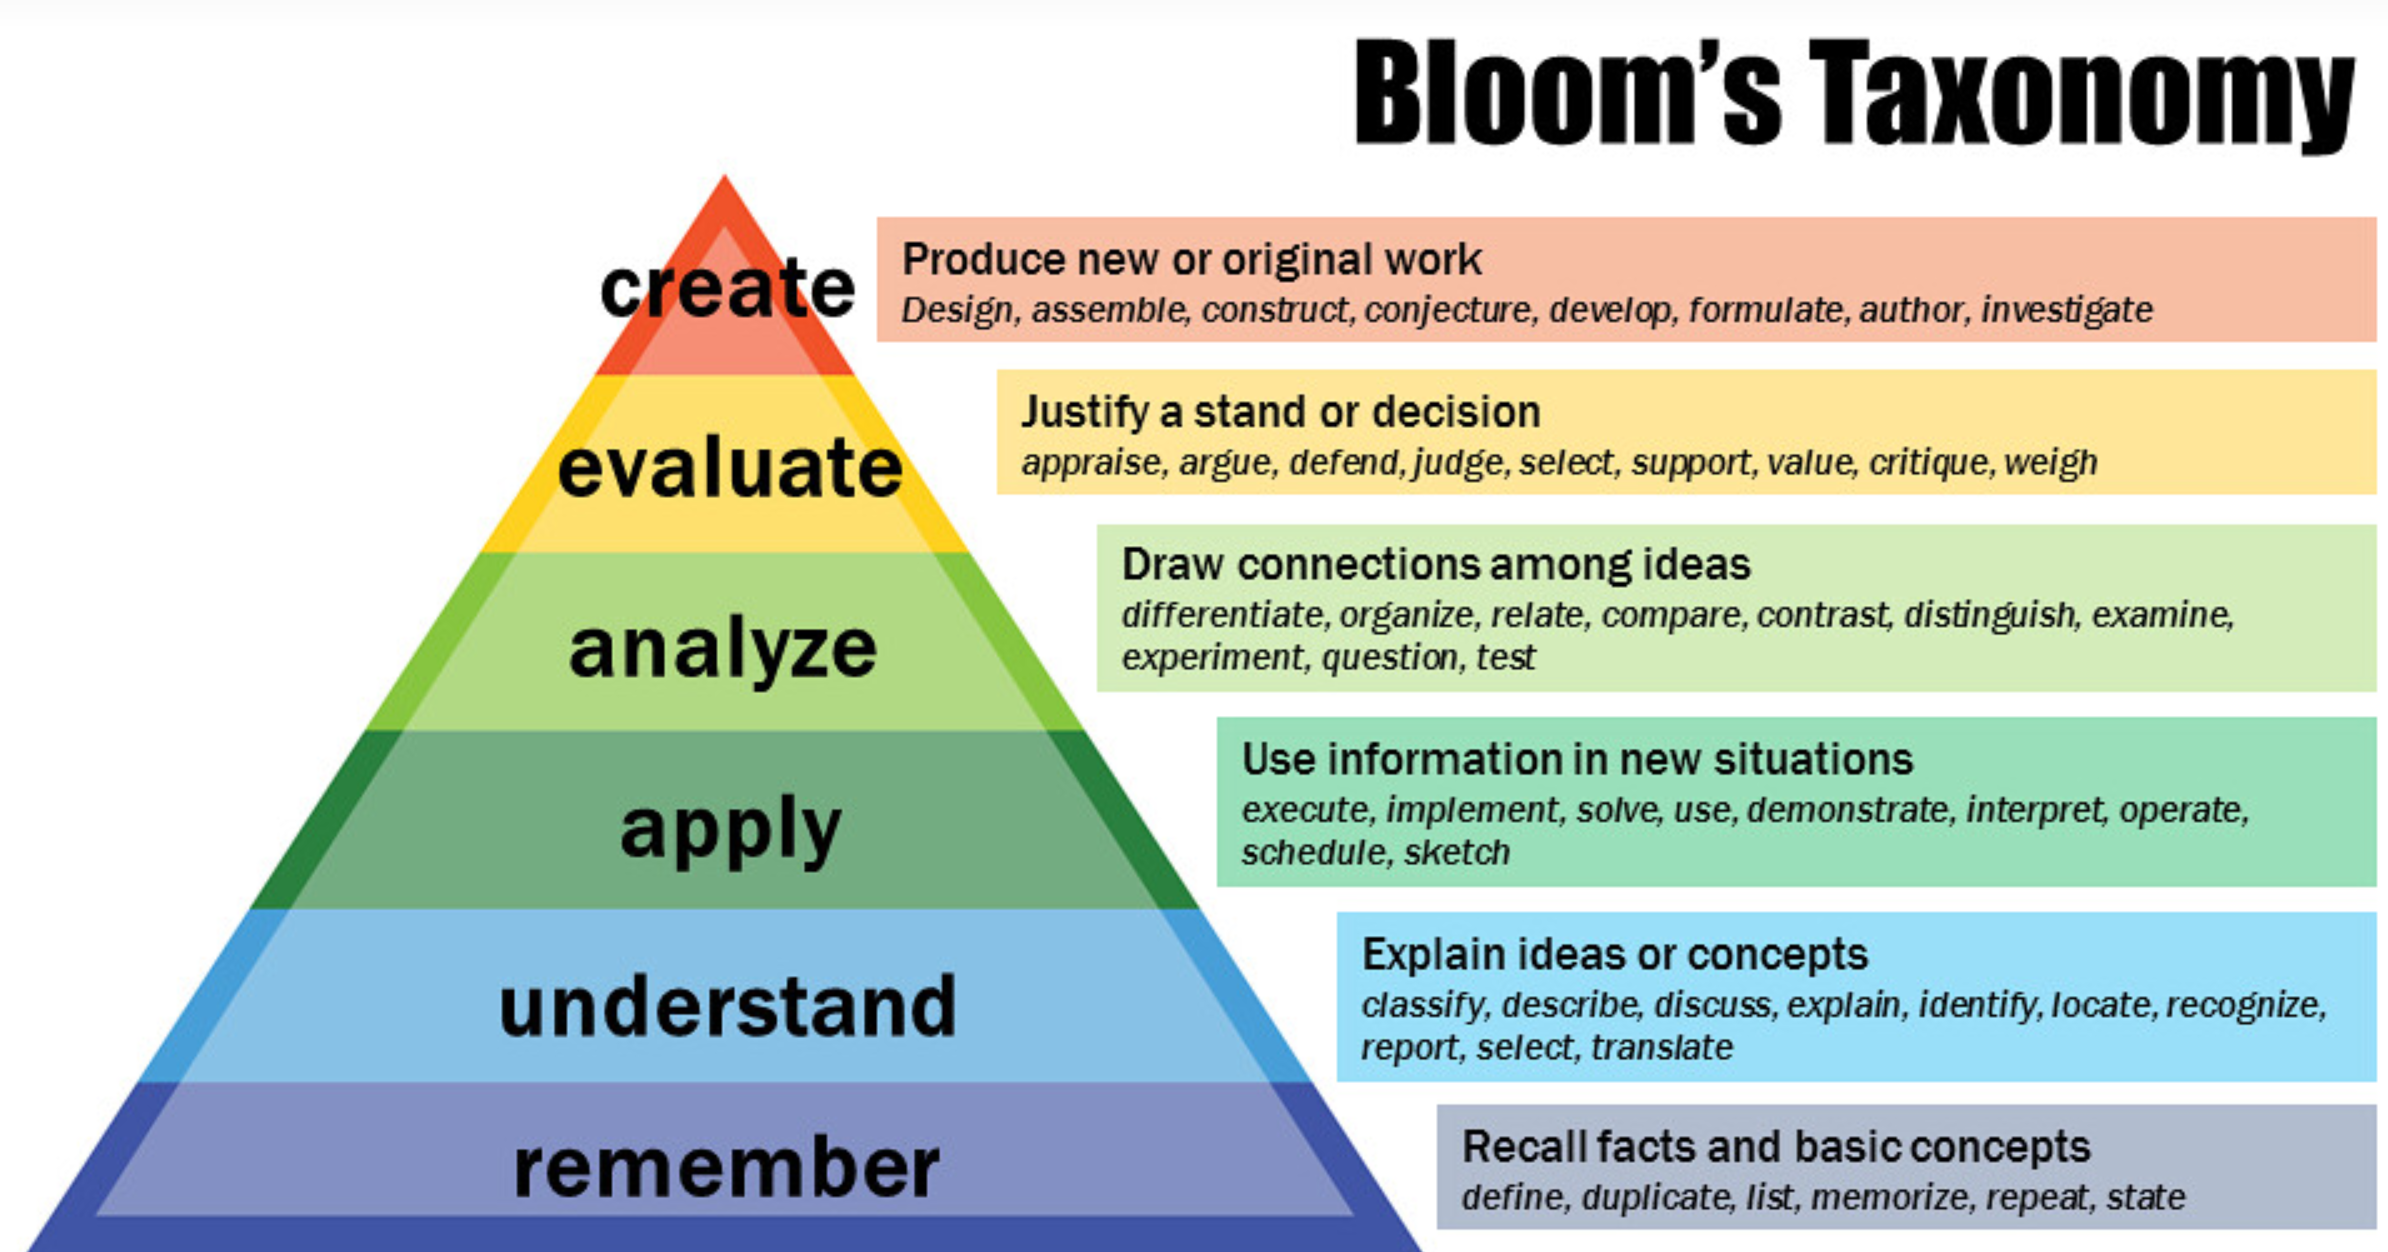 Bloom’s Taxonomy
create
Produce new or original work
Design, assemble, construct, conjecture, develop, formulate, author, investigate
evaluate
Justify a stand or decision
appraise, argue, defend, judge, select, support, value, critique, weigh
analyze
Draw connections among ideas
differentiate, organize, relate, compare, contrast, distinguish, examine,
experiment, question, test
apply
Use information in new situations
execute, implement, solve, use, demonstrate, interpret, operate,
schedule, sketch
understand
Explain ideas or concepts
classify, describe, discuss, explain, identify, locate, recognize,
report, select, translate
remember
Recall facts and basic concepts
define, duplicate, list, memorize, repeat, state